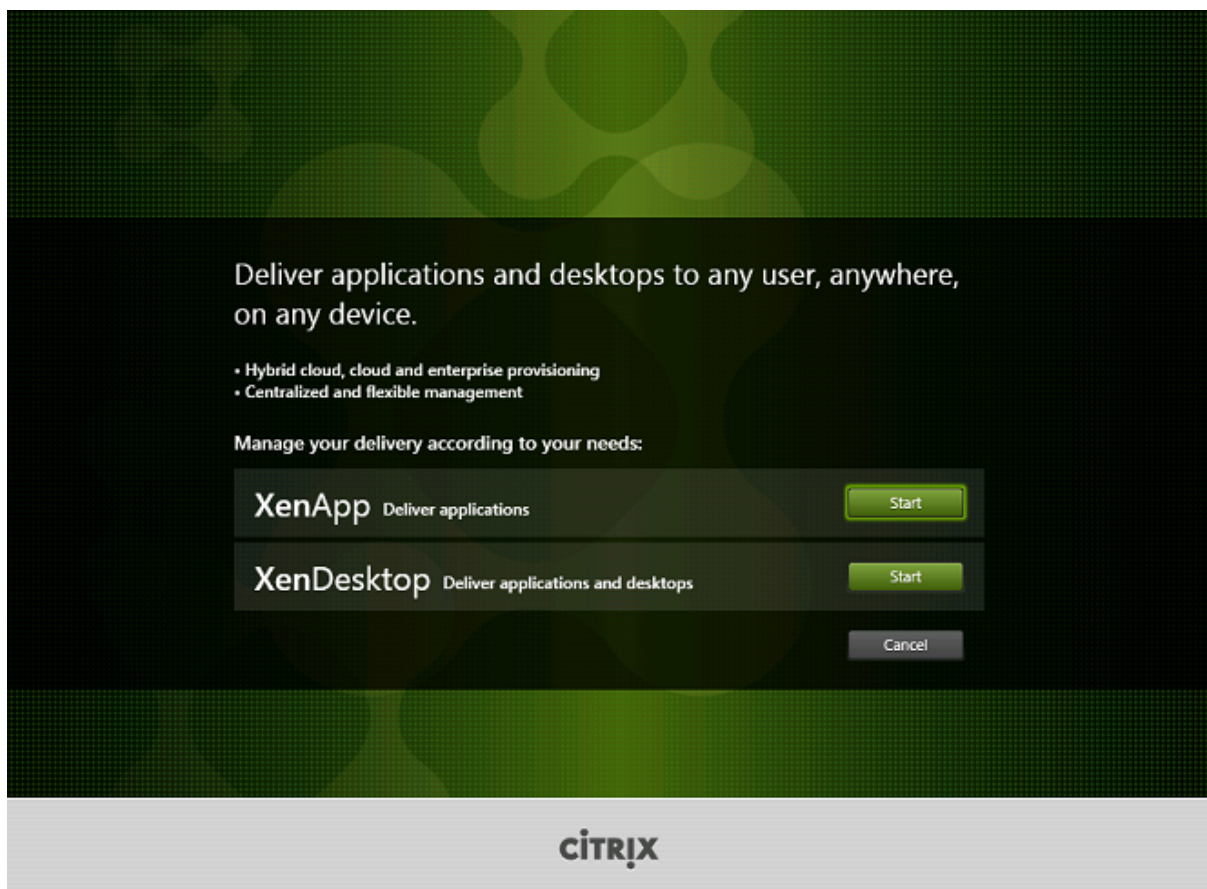 Deliver applications and desktops to any user, anywhere,
on any device.
• Hybrid cloud, cloud and enterprise provisioning
• Centralized and flexible management
Manage your delivery according to your needs:
XenApp Deliver applications Start
XenDesktop Deliver applications and desktops Start
Cancel
CİTRIX